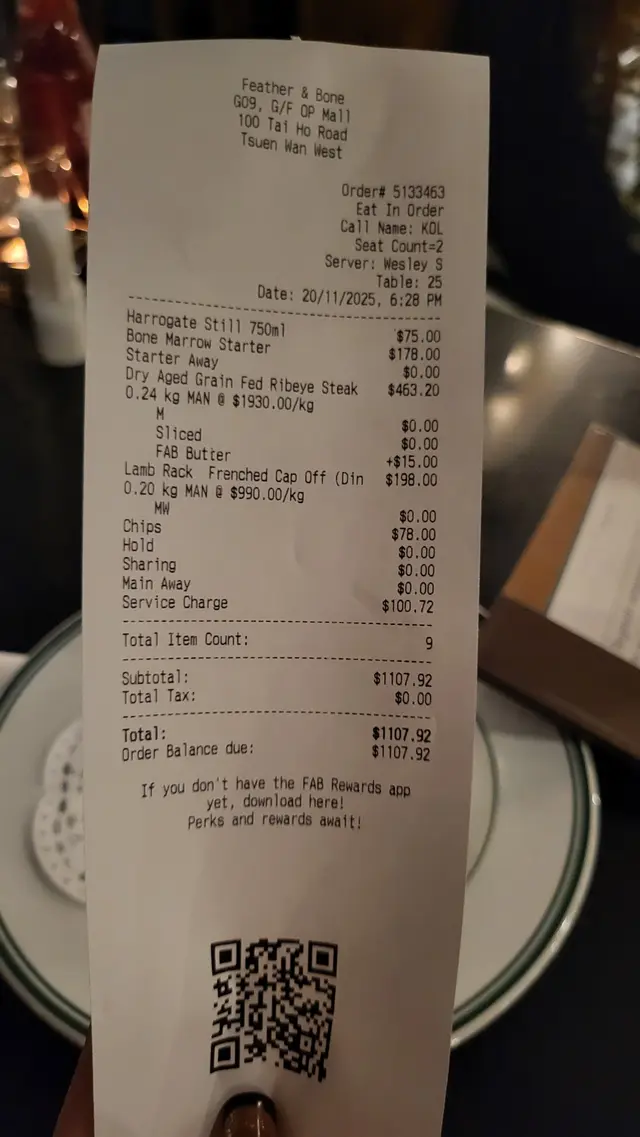 Feather & Bone
G09, G/F OP Mall
100 Tai Ho Road
Tsuen Wan West
Order# 5133463
Eat In Order
Call Name: KOL
Seat Count=2
Server: Wesley S
Table: 25
Date: 20/11/2025, 6:28 PM
Harrogate Still 750ml $75.00
Bone Marrow Starter $178.00
Starter Away $0.00
Dry Aged Grain Fed Ribeye Steak $463.20
0.24 kg MAN @ $1930.00/kg
M $0.00
Sliced $0.00
FAB Butter +$15.00
Lamb Rack Frenched Cap Off (Din $198.00
0.20 kg MAN @ $990.00/kg
MW $0.00
Chips $78.00
Hold $0.00
Sharing $0.00
Main Away $0.00
Service Charge $100.72
Total Item Count: 9
Subtotal: $1107.92
Total Tax: $0.00
Total: $1107.92
Order Balance due: $1107.92
If you don't have the FAB Rewards app
yet, download here!
Perks and rewards await!